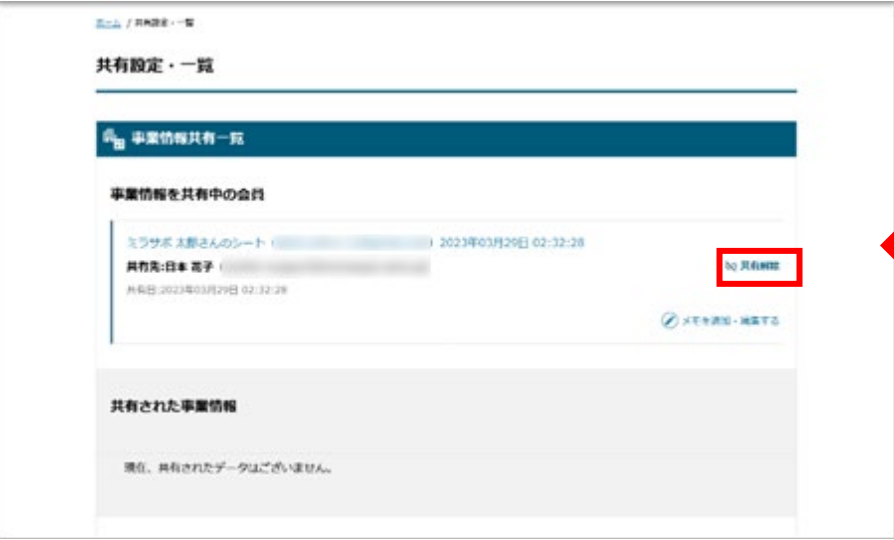 ホーム / 共有設定・一覧
共有設定・一覧
事業情報共有一覧
事業情報を共有中の会員
ミラサポ 太郎さんのシート ( ) 2023年03月29日 02:32:28
共有先:日本 花子 (
共有解除
共有日:2023年03月29日 02:32:28
メモを追加・編集する
共有された事業情報
現在、共有されたデータはございません。